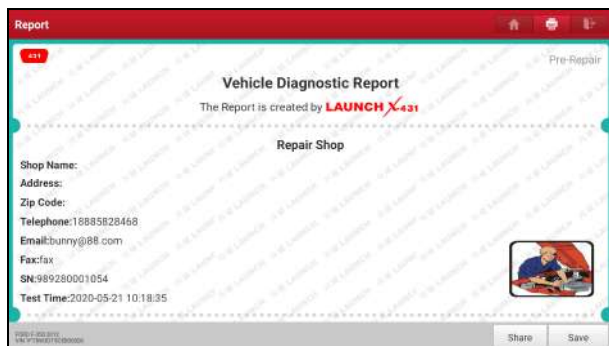 Report
431
Pre-Repair
Vehicle Diagnostic Report
The Report is created by LAUNCH X-431
Repair Shop
Shop Name:
Address:
Zip Code:
Telephone:18885828468
Email:bunny@88.com
Fax:fax
SN:989280001054
Test Time:2020-05-21 10:18:35
Share
Save